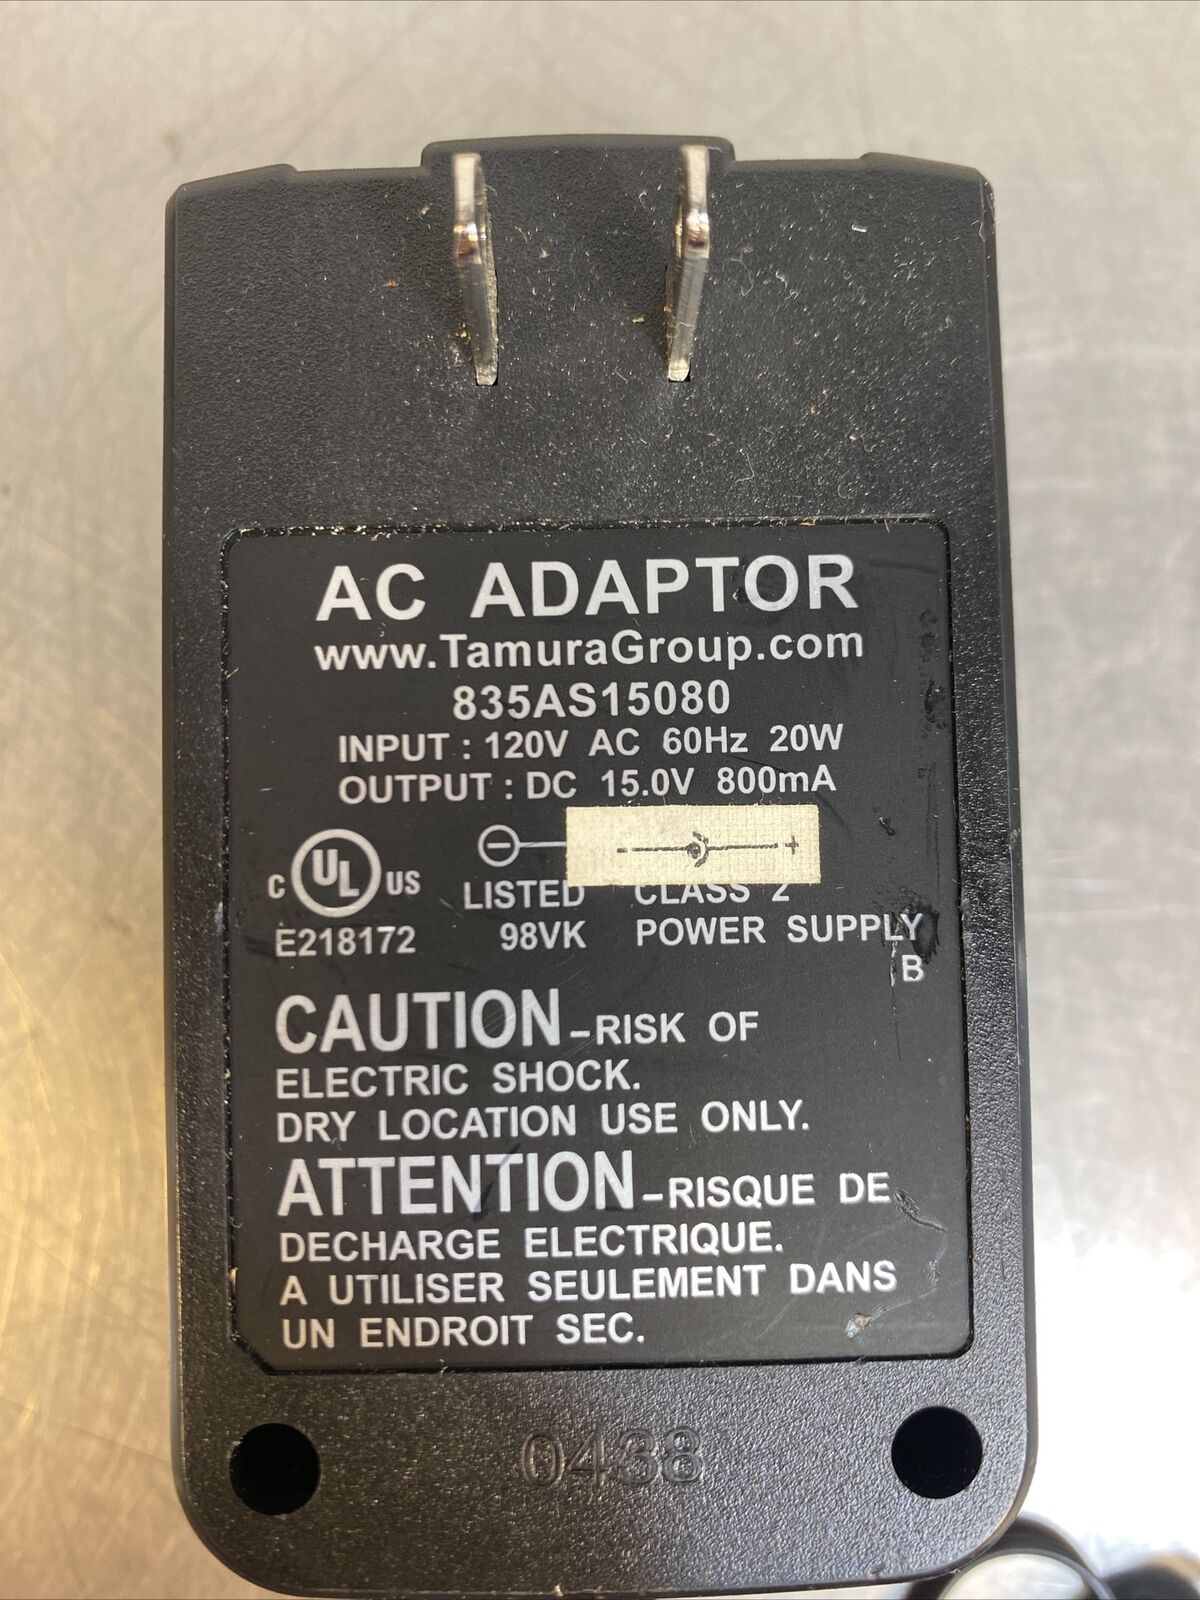 AC ADAPTOR
www.TamuraGroup.com
835AS15080
INPUT : 120V AC 60Hz 20W
OUTPUT : DC 15.0V 800mA
- - +
C UL US LISTED CLASS 2
E218172 98VK POWER SUPPLY
B
CAUTION – RISK OF
ELECTRIC SHOCK.
DRY LOCATION USE ONLY.
ATTENTION – RISQUE DE
DECHARGE ELECTRIQUE.
A UTILISER SEULEMENT DANS
UN ENDROIT SEC.
0438